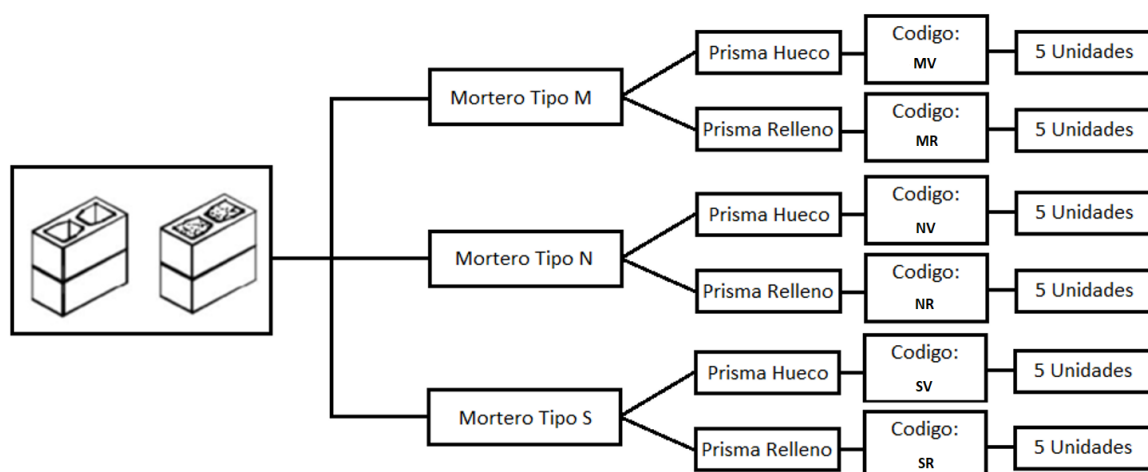 Mortero Tipo M
Prisma Hueco
Codigo:
MV
5 Unidades
Prisma Relleno
Codigo:
MR
5 Unidades
Mortero Tipo N
Prisma Hueco
Codigo:
NV
5 Unidades
Prisma Relleno
Codigo:
NR
5 Unidades
Mortero Tipo S
Prisma Hueco
Codigo:
SV
5 Unidades
Prisma Relleno
Codigo:
SR
5 Unidades